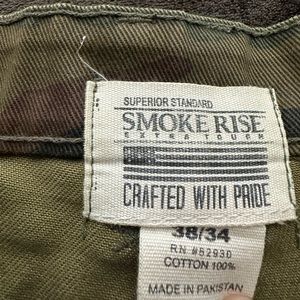 SUPERIOR STANDARD
SMOKE RISE
EXTRA TOUGH
CRAFTED WITH PRIDE
38/34
RN #52930
COTTON 100%
MADE IN PAKISTAN